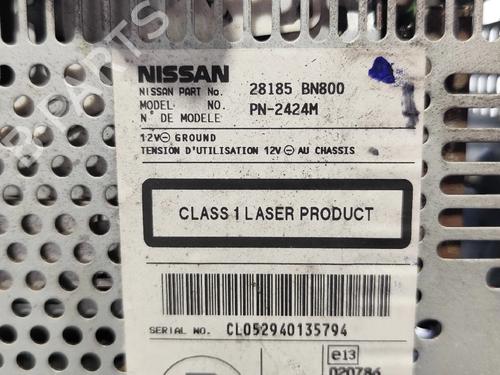 NISSAN
NISSAN PART No. 28185 BN800
MODEL NO. PN-2424M
N° DE MODELE
12V⊖ GROUND
TENSION D'UTILISATION 12V⊖ AU CHASSIS
CLASS 1 LASER PRODUCT
SERIAL NO. CL052940135794
e13
020786